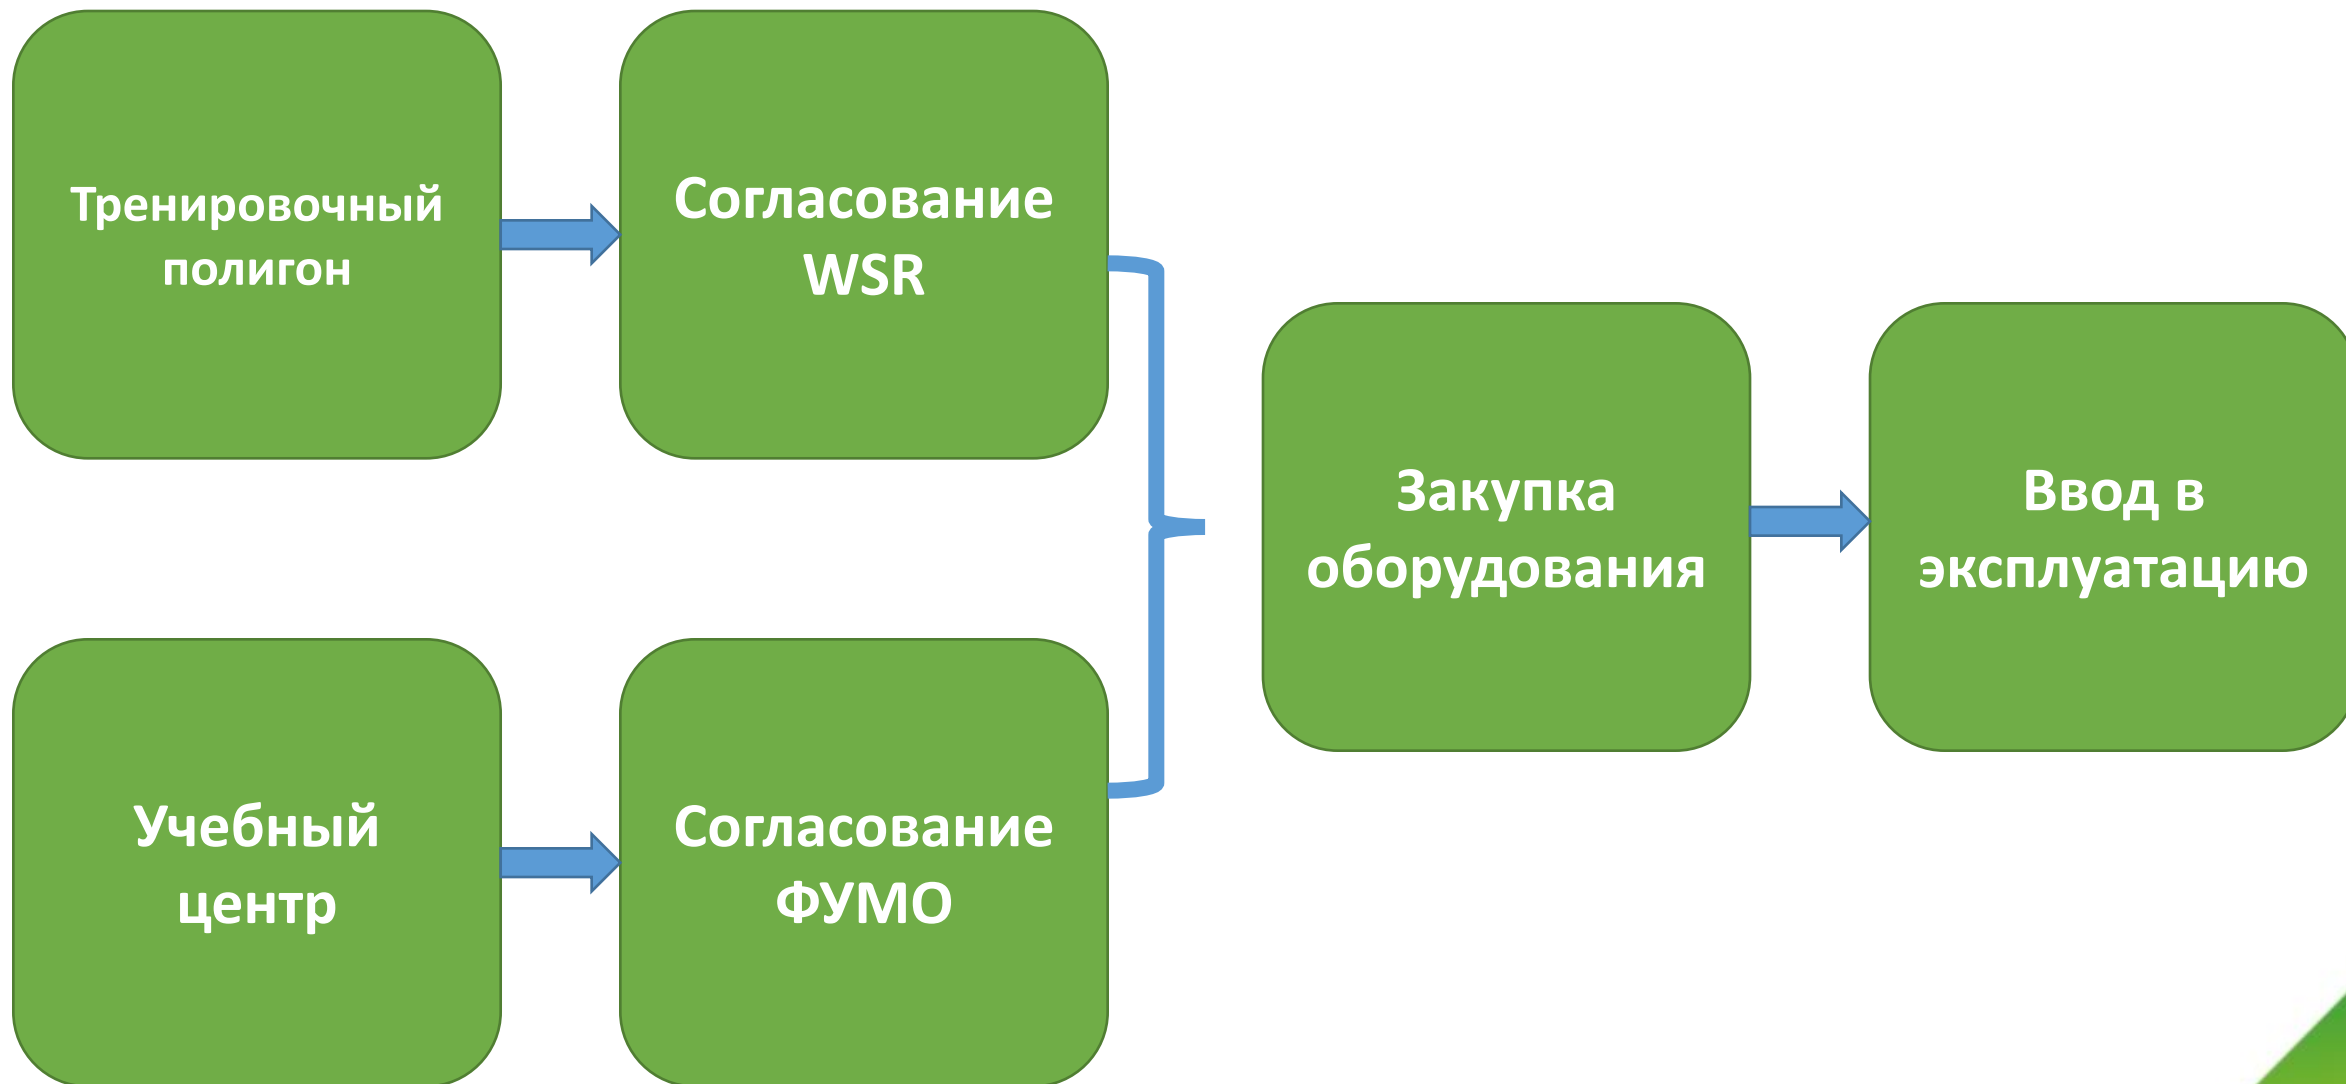 Тренировочный
полигон
Согласование
WSR
Учебный
центр
Согласование
ФУМО
Закупка
оборудования
Ввод в
эксплуатацию